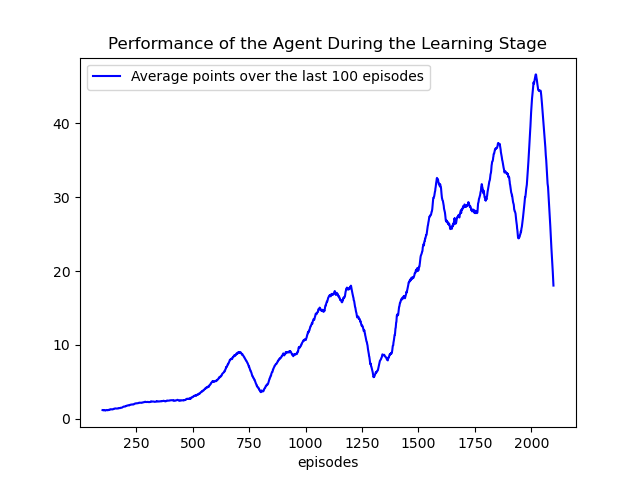 Performance of the Agent During the Learning Stage
Average points over the last 100 episodes
40
30
20
10
0
250 500 750 1000 1250 1500 1750 2000
episodes